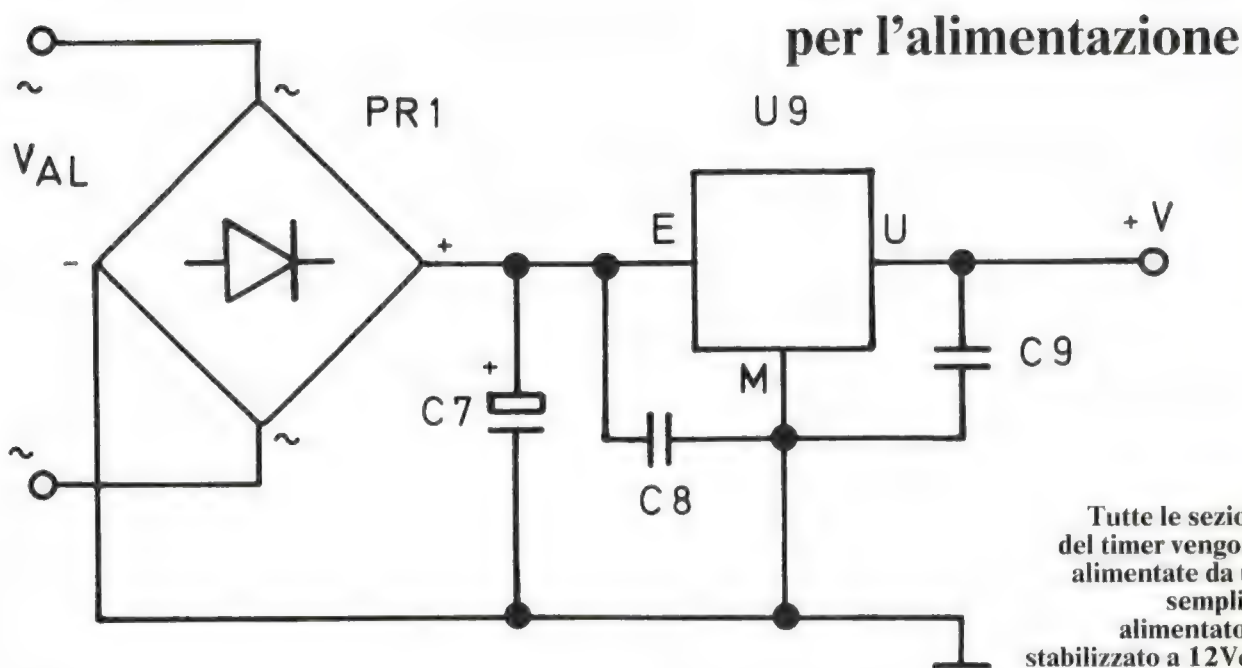 per l'alimentazione
~
~
PR1
U9
VAL
E
U
+ V
-
+
+
M
C9
C7
~
~
C8
Tutte le sezio
del timer vengo
alimentate da
sempli
alimentato
stabilizzato a 12V